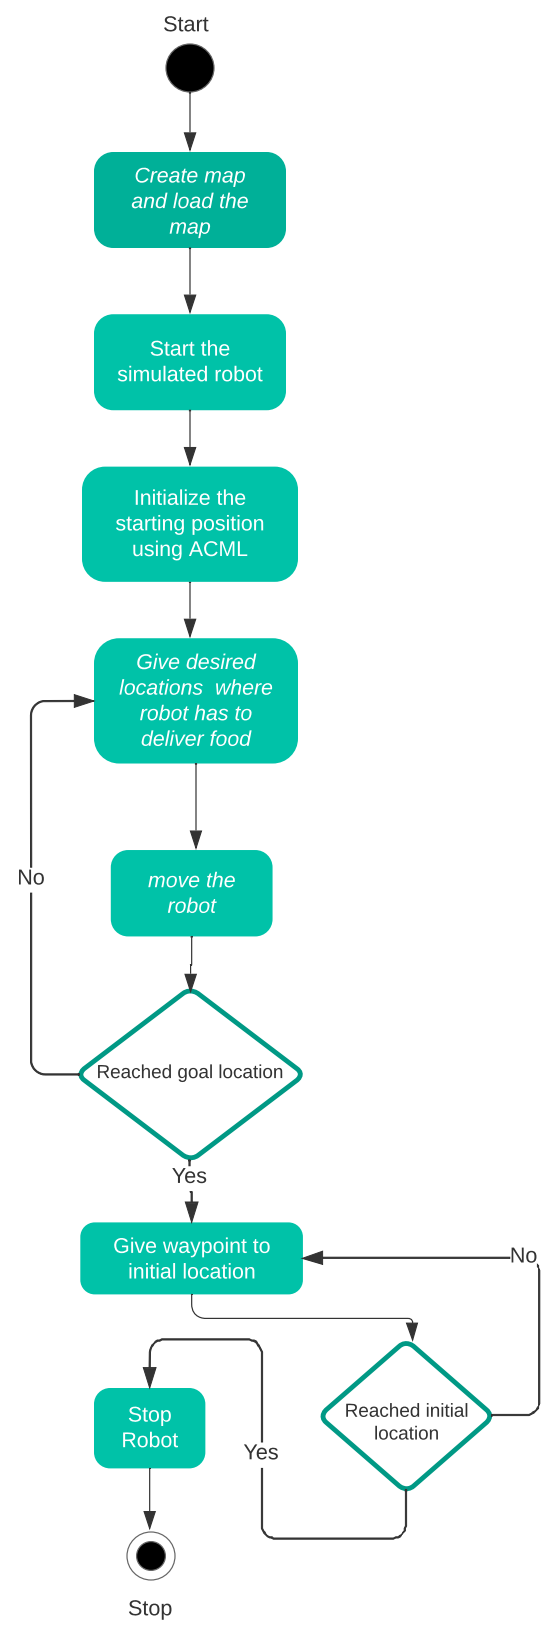 Start
Create map
and load the
map
Start the
simulated robot
Initialize the
starting position
using ACML
Give desired
locations  where
robot has to
deliver food
move the
robot
No
Reached goal location
Yes
Give waypoint to
initial location
No
Reached initial
location
Yes
Stop
Robot
Stop